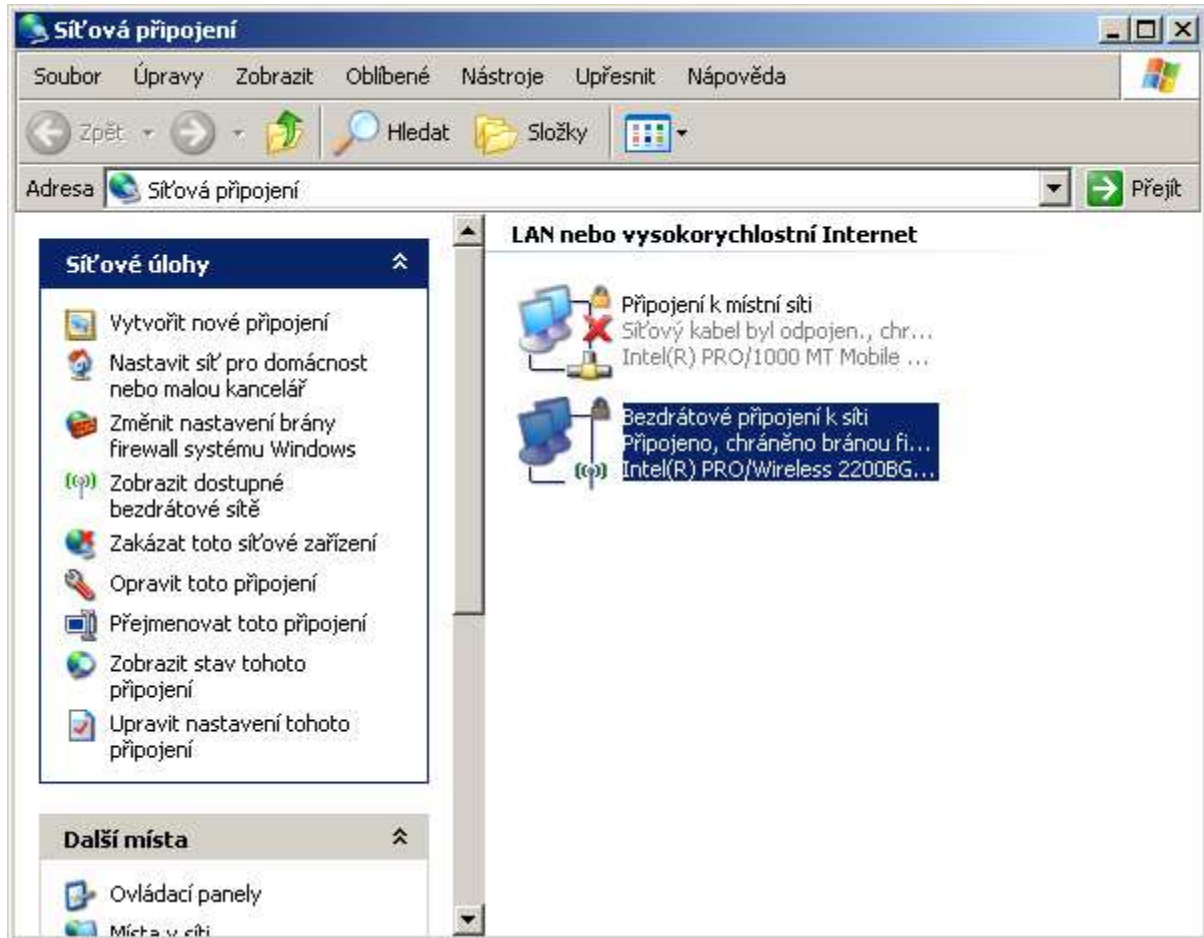 Síťová připojení
Soubor Úpravy Zobrazit Oblíbené Nástroje Upřesnit Nápověda
Zpět Hledat Složky
Adresa Síťová připojení Přejít
Síťové úlohy
Vytvořit nové připojení
Nastavit síť pro domácnost
nebo malou kancelář
Změnit nastavení brány
firewall systému Windows
Zobrazit dostupné
bezdrátové sítě
Zakázat toto síťové zařízení
Opravit toto připojení
Přejmenovat toto připojení
Zobrazit stav tohoto
připojení
Upravit nastavení tohoto
připojení
Další místa
Ovládací panely
Místa v síti
LAN nebo vysokorychlostní Internet
Připojení k místní síti
Síťový kabel byl odpojen., chr...
Intel(R) PRO/1000 MT Mobile ...
Bezdrátové připojení k síti
Připojeno, chráněno bránou fi...
Intel(R) PRO/Wireless 2200BG...